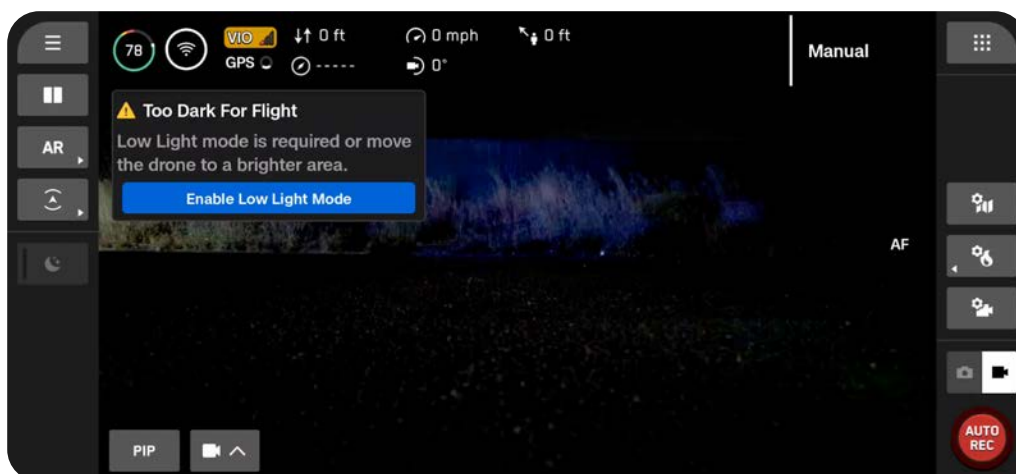 78
VIO
↓↑ 0 ft
0 mph
0 ft
GPS
-----
0°
Manual
Too Dark For Flight
Low Light mode is required or move
the drone to a brighter area.
Enable Low Light Mode
AR
AF
PIP
AUTO
REC